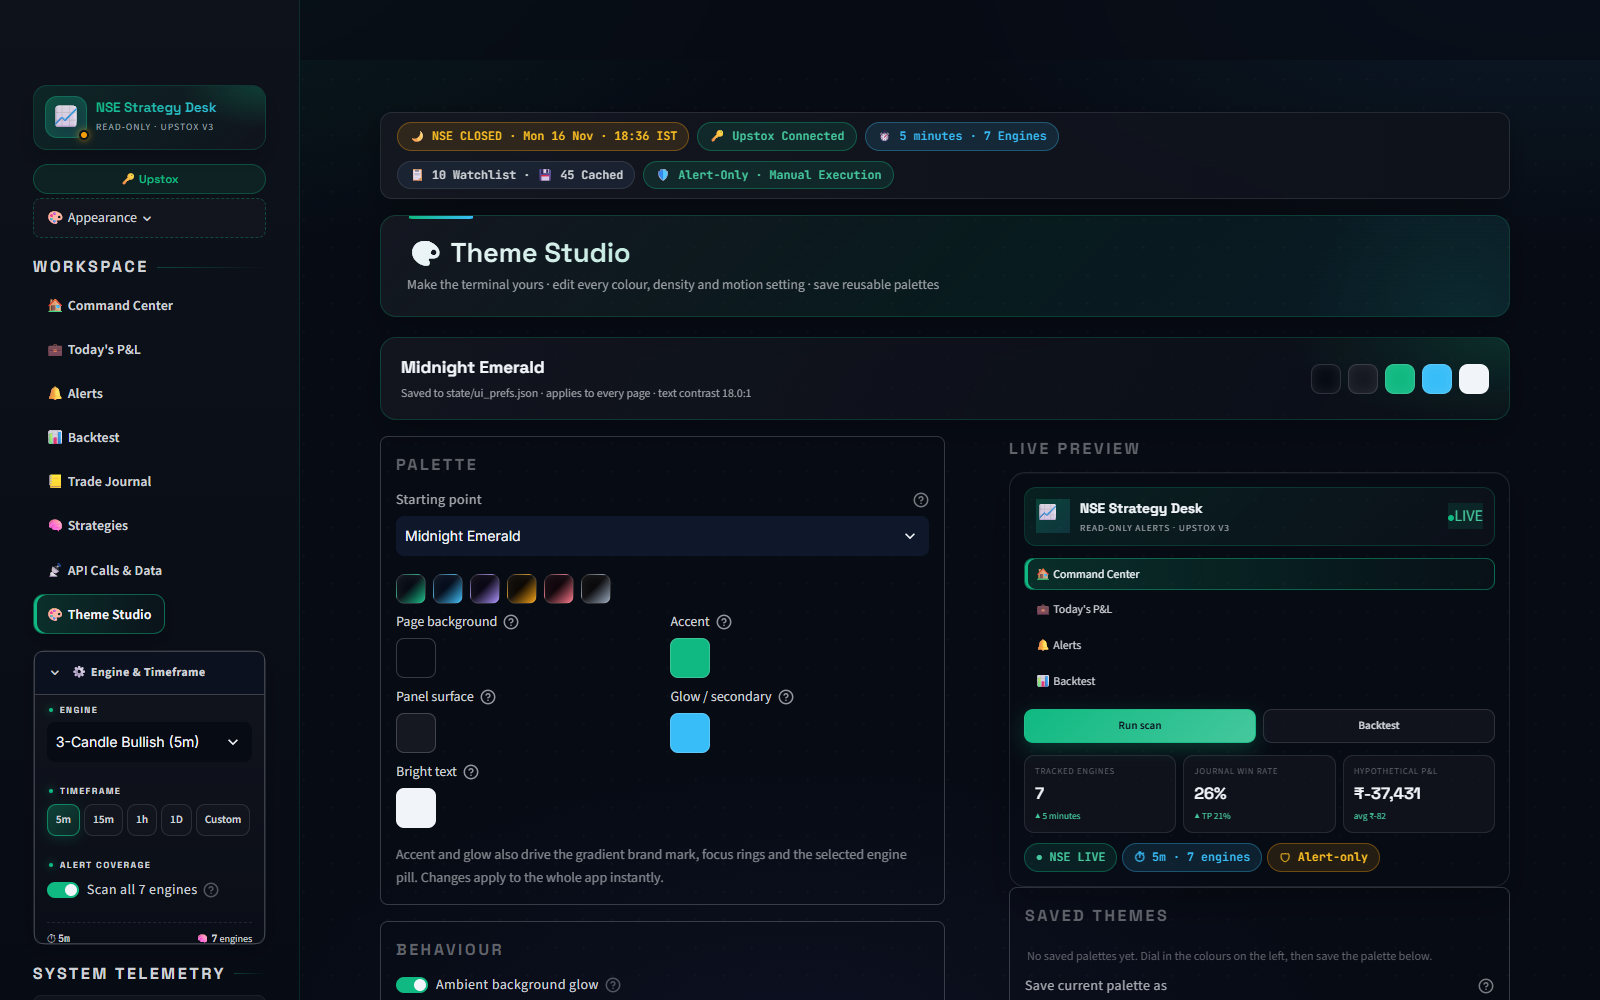 NSE Strategy Desk
READ-ONLY · UPSTOX V3
Upstox
Appearance
WORKSPACE
Command Center
Today's P&L
Alerts
Backtest
Trade Journal
Strategies
API Calls & Data
Theme Studio
Engine & Timeframe
ENGINE
3-Candle Bullish (5m)
TIMEFRAME
5m 15m 1h 1D Custom
ALERT COVERAGE
Scan all 7 engines
5m 7 engines
SYSTEM TELEMETRY
NSE CLOSED · Mon 16 Nov · 18:36 IST
Upstox Connected
5 minutes · 7 Engines
10 Watchlist · 45 Cached
Alert-Only · Manual Execution
Theme Studio
Make the terminal yours · edit every colour, density and motion setting · save reusable palettes
Midnight Emerald
Saved to state/ui_prefs.json · applies to every page · text contrast 18.0:1
PALETTE
Starting point
Midnight Emerald
Page background
Accent
Panel surface
Glow / secondary
Bright text
Accent and glow also drive the gradient brand mark, focus rings and the selected engine
pill. Changes apply to the whole app instantly.
BEHAVIOUR
Ambient background glow
LIVE PREVIEW
NSE Strategy Desk
READ-ONLY ALERTS · UPSTOX V3
LIVE
Command Center
Today's P&L
Alerts
Backtest
Run scan
Backtest
TRACKED ENGINES
7
▲ 5 minutes
JOURNAL WIN RATE
26%
▲ TP 21%
HYPOTHETICAL P&L
₹-37,431
avg ₹-82
● NSE LIVE
5m · 7 engines
Alert-only
SAVED THEMES
No saved palettes yet. Dial in the colours on the left, then save the palette below.
Save current palette as